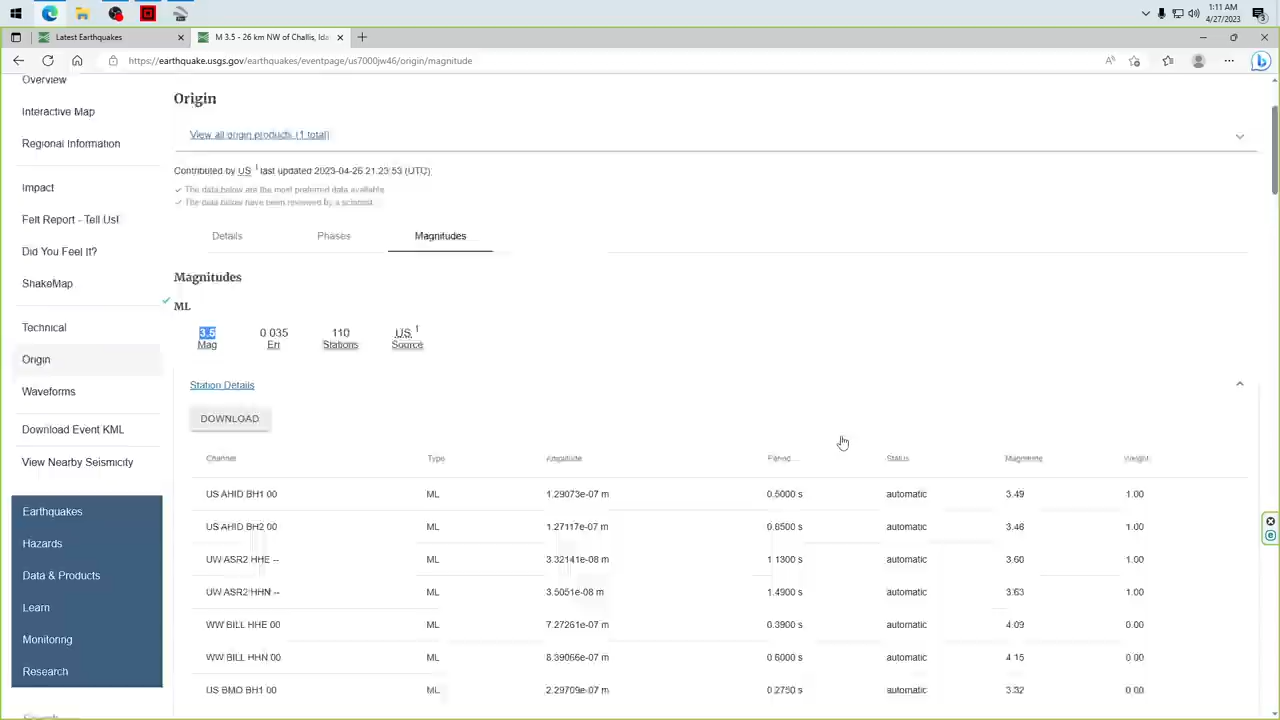 1:11 AM
4/27/2023
3
Latest Earthquakes
M 3.5 - 26 km NW of Challis, Ida
https://earthquake.usgs.gov/earthquakes/eventpage/us7000jw46/origin/magnitude
Overview
Interactive Map
Regional Information
Impact
Felt Report - Tell Us!
Did You Feel It?
ShakeMap
Technical
Origin
Waveforms
Download Event KML
View Nearby Seismicity
Earthquakes
Hazards
Data & Products
Learn
Monitoring
Research
Origin
View all origin products (1 total)
Contributed by US 1 last updated 2023-04-26 21:23:53 (UTC)
The data below are the most preferred data available
The data below have been reviewed by a scientist
Details Phases Magnitudes
Magnitudes
ML
3.5 0.035 110 US 1
Mag Err Stations Source
Station Details
DOWNLOAD
Channel Type Amplitude Period Status Magnitude Weight
US AHID BH1 00 ML 1.29073e-07 m 0.5000 s automatic 3.49 1.00
US AHID BH2 00 ML 1.27117e-07 m 0.6500 s automatic 3.46 1.00
UW ASR2 HHE -- ML 3.32141e-08 m 1.1300 s automatic 3.60 1.00
UW ASR2 HHN -- ML 3.5051e-08 m 1.4900 s automatic 3.63 1.00
WW BILL HHE 00 ML 7.27261e-07 m 0.3900 s automatic 4.09 0.00
WW BILL HHN 00 ML 8.39066e-07 m 0.6000 s automatic 4.15 0.00
US BMO BH1 00 ML 2.29709e-07 m 0.2750 s automatic 3.32 0.00